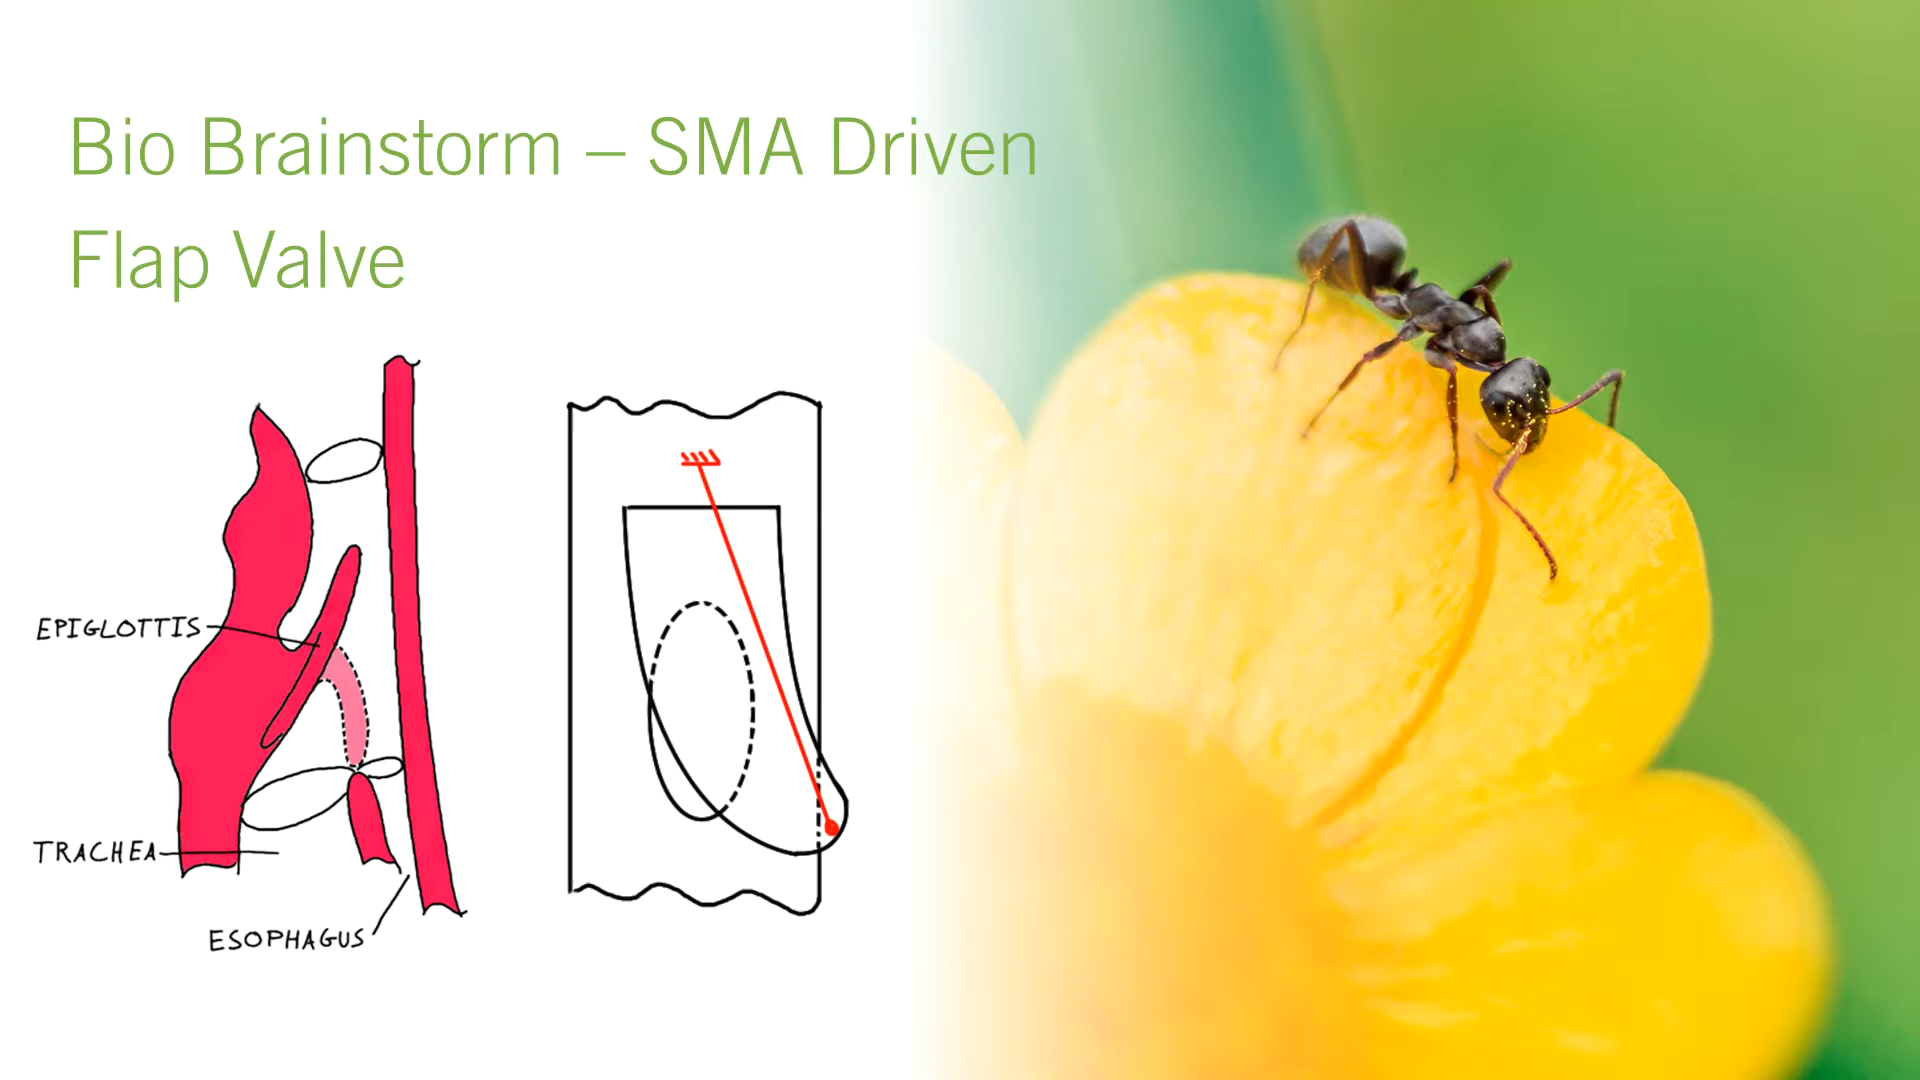 Bio Brainstorm – SMA Driven
Flap Valve
EPIGLOTTIS
TRACHEA
ESOPHAGUS